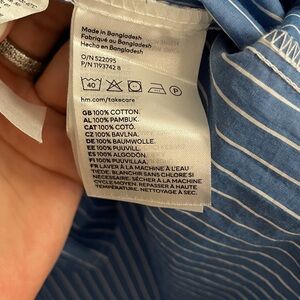 Made in Bangladesh
Fabriqué au Bangladesh
Hecho en Bangladesh
O/N 522095
P/N 1193742 8
40
P
hm.com/takecare
GB 100% COTTON.
AL 100% PAMBUK.
CAT 100% COTÓ.
CZ 100% BAVLNA.
DE 100% BAUMWOLLE.
EE 100% PUUVILL.
ES 100% ALGODÓN.
FI 100% PUUVILLAA.
FR LAVER À LA MACHINE À L'EAU
TIÈDE. BLANCHIR SANS CHLORE SI
NÉCESSAIRE. SÉCHER À LA MACHINE
CYCLE MOYEN. REPASSER À HAUTE
TEMPÉRATURE. NETTOYAGE À SEC.